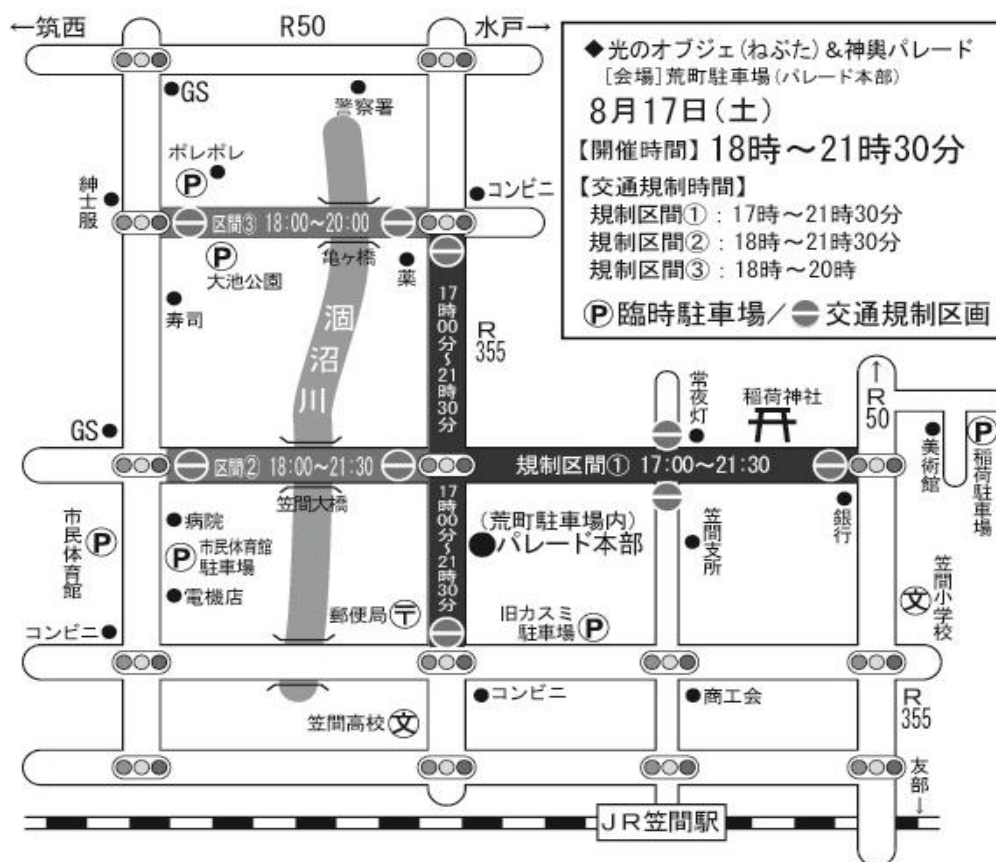 ←筑西
R50
水戸→
◆光のオブジェ(ねぶた)&神輿パレード
[会場]荒町駐車場(パレード本部)
8月17日(土)
【開催時間】18時~21時30分
【交通規制時間】
規制区間①:17時~21時30分
規制区間②:18時~21時30分
規制区間③:18時~20時
Ⓟ臨時駐車場/交通規制区画
GS
警察署
ポレポレ
Ⓟ
紳士服
コンビニ
区間③ 18:00~20:00
Ⓟ
大池公園
亀ヶ橋
薬
寿司
涸沼川
17時00分~21時30分
R
355
常夜灯
稲荷神社
↑R50
美術館
Ⓟ稲荷駐車場
GS
区間② 18:00~21:30
規制区間① 17:00~21:30
笠間大橋
市民体育館
Ⓟ
病院
Ⓟ市民体育館
駐車場
電機店
17時00分~21時30分
(荒町駐車場内)
パレード本部
笠間支所
銀行
文
笠間小学校
コンビニ
郵便局〒
旧カスミ
駐車場Ⓟ
笠間高校文
コンビニ
商工会
R
355
友部↓
JR笠間駅